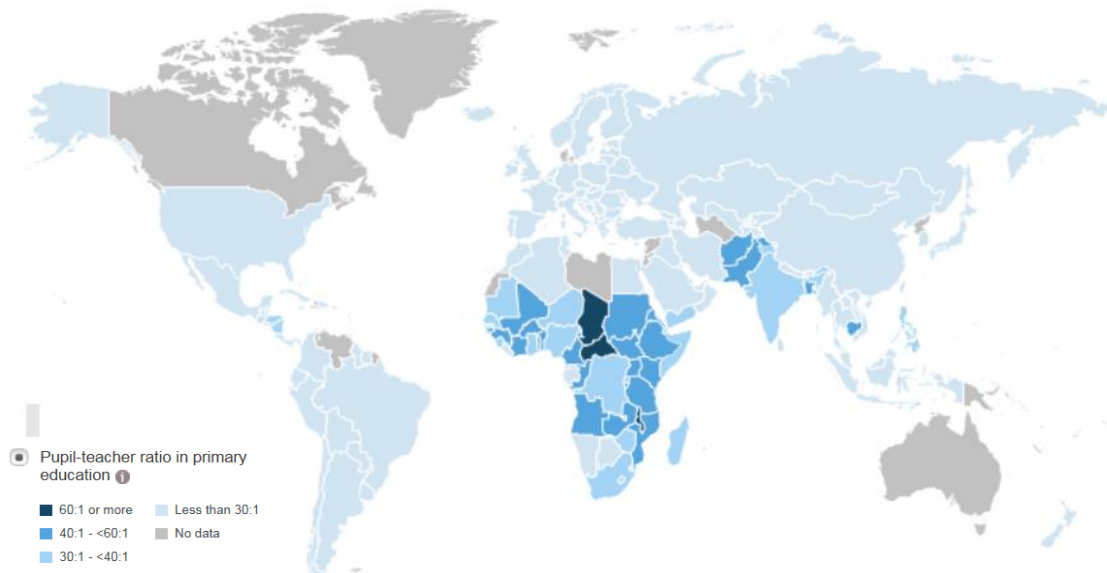 Pupil-teacher ratio in primary
education
60:1 or more
Less than 30:1
40:1 - <60:1
No data
30:1 - <40:1